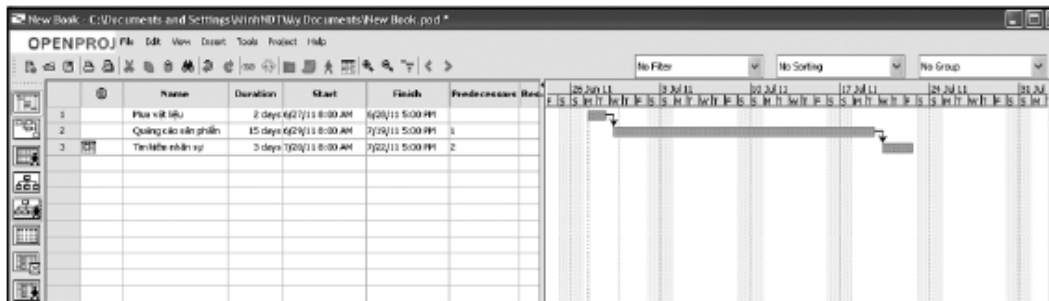 New Book - C:\Documents and Settings\WinhNDT\My Documents\New Book.pod *
OPENPROJ File Edit View Insert Tools Project Help
No Filter No Sorting No Group
Name Duration Start Finish Predecessors Res
26 Jun 11 3 Jul 11 10 Jul 11 17 Jul 11 24 Jul 11 31 Jul
F S S M T W T F S S M T W T F S S M T W T F S S M T W T F S S M T W T F S S M T
1 Mua vật liệu 2 days 6/27/11 8:00 AM 6/28/11 5:00 PM
2 Quảng cáo sản phẩm 15 days 6/29/11 8:00 AM 7/19/11 5:00 PM 1
3 Tìm kiếm nhân sự 3 days 7/20/11 8:00 AM 7/22/11 5:00 PM 2